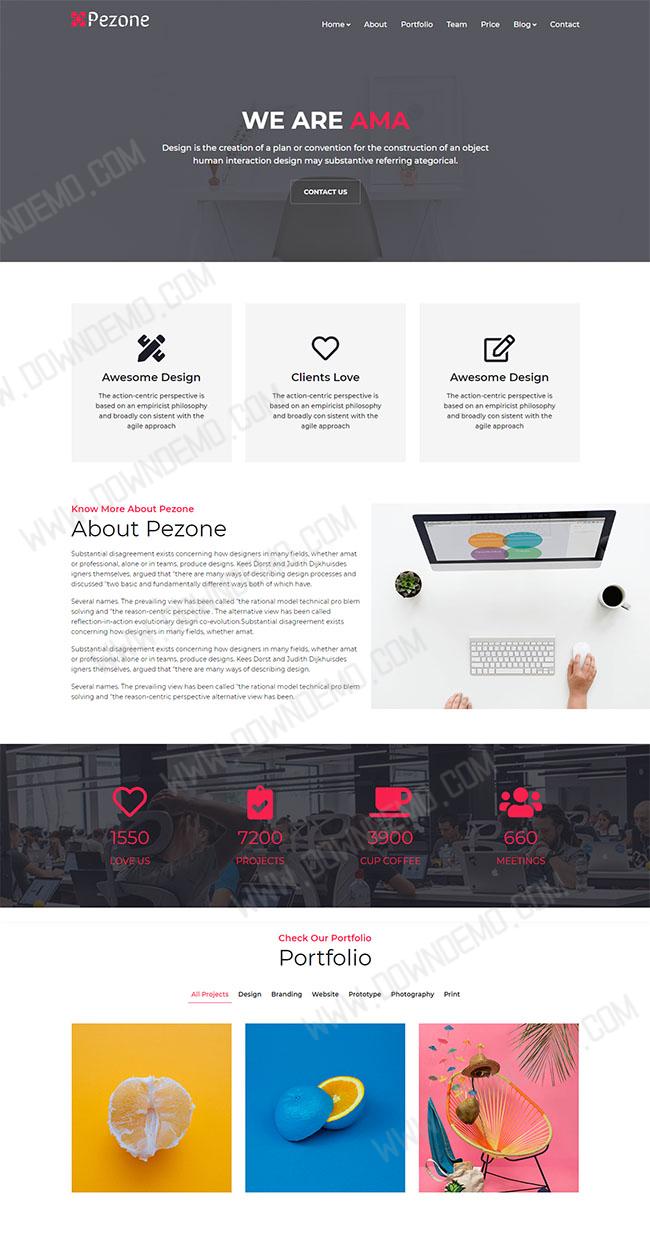 Pezone
Home About Portfolio Team Price Blog Contact
WE ARE AMA
Design is the creation of a plan or convention for the construction of an object
human interaction design may substantive referring ategorical.
CONTACT US
Awesome Design
The action-centric perspective is
based on an empiricist philosophy
and broadly con sistent with the
agile approach
Clients Love
The action-centric perspective is
based on an empiricist philosophy
and broadly con sistent with the
agile approach
Awesome Design
The action-centric perspective is
based on an empiricist philosophy
and broadly con sistent with the
agile approach
Know More About Pezone
About Pezone
Substantial disagreement exists concerning how designers in many fields, whether amat
or professional, alone or in teams, produce designs. Kees Dorst and Judith Dijkhuisdes
igners themselves, argued that "there are many ways of describing design processes and
discussed "two basic and fundamentally different ways both of which have.
Several names. The prevailing view has been called "the rational model technical pro blem
solving and "the reason-centric perspective . The alternative view has been called
reflection-in-action evolutionary design co-evolution.Substantial disagreement exists
concerning how designers in many fields, whether amat.
Substantial disagreement exists concerning how designers in many fields, whether amat
or professional, alone or in teams, produce designs. Kees Dorst and Judith Dijkhuisdes
igners themselves, argued that "there are many ways of describing design.
Several names. The prevailing view has been called "the rational model technical pro blem
solving and "the reason-centric perspective alternative view has been.
1550
LOVE US
7200
PROJECTS
3900
CUP COFFEE
660
MEETINGS
Check Our Portfolio
Portfolio
All Projects Design Branding Website Prototype Photography Print
WWW.DOWNDEMO.COM